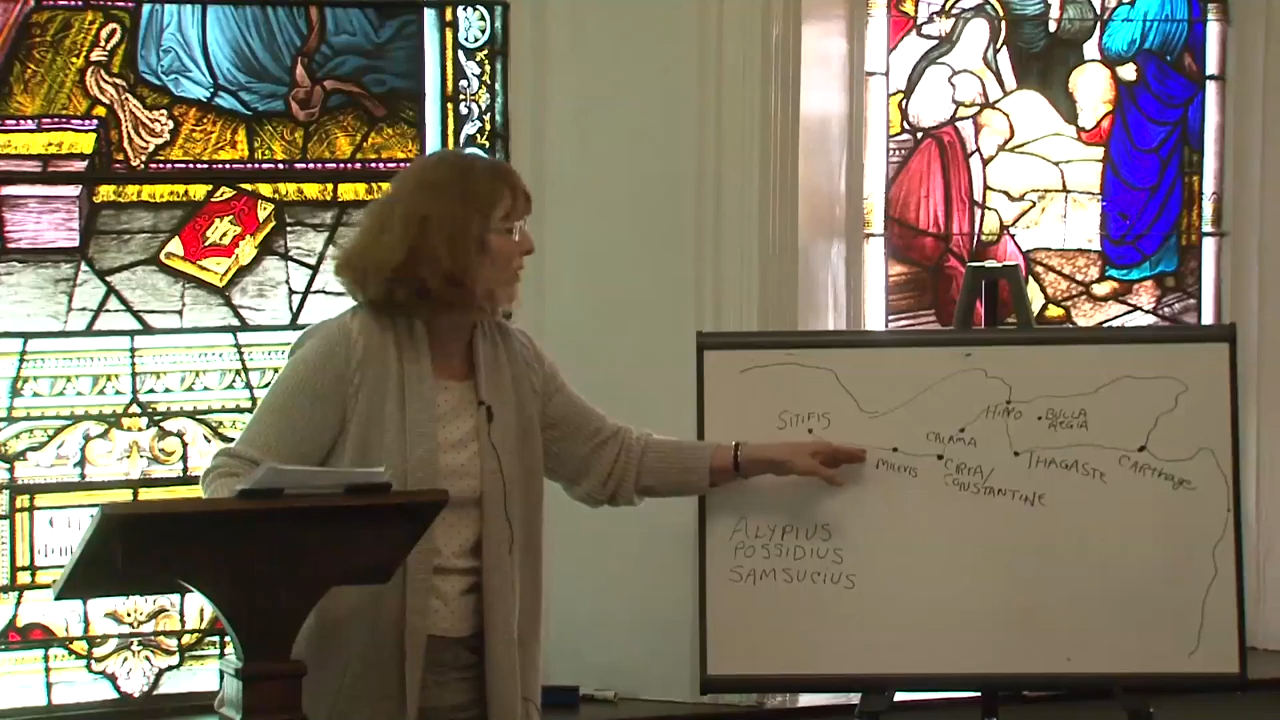 SITIFIS
HIPPO
BULLA
REGIA
CALAMA
MILEVIS
CIRTA/
CONSTANTINE
THAGASTE
CARThage
ALYPIUS
POSSIDIUS
SAMSUCIUS